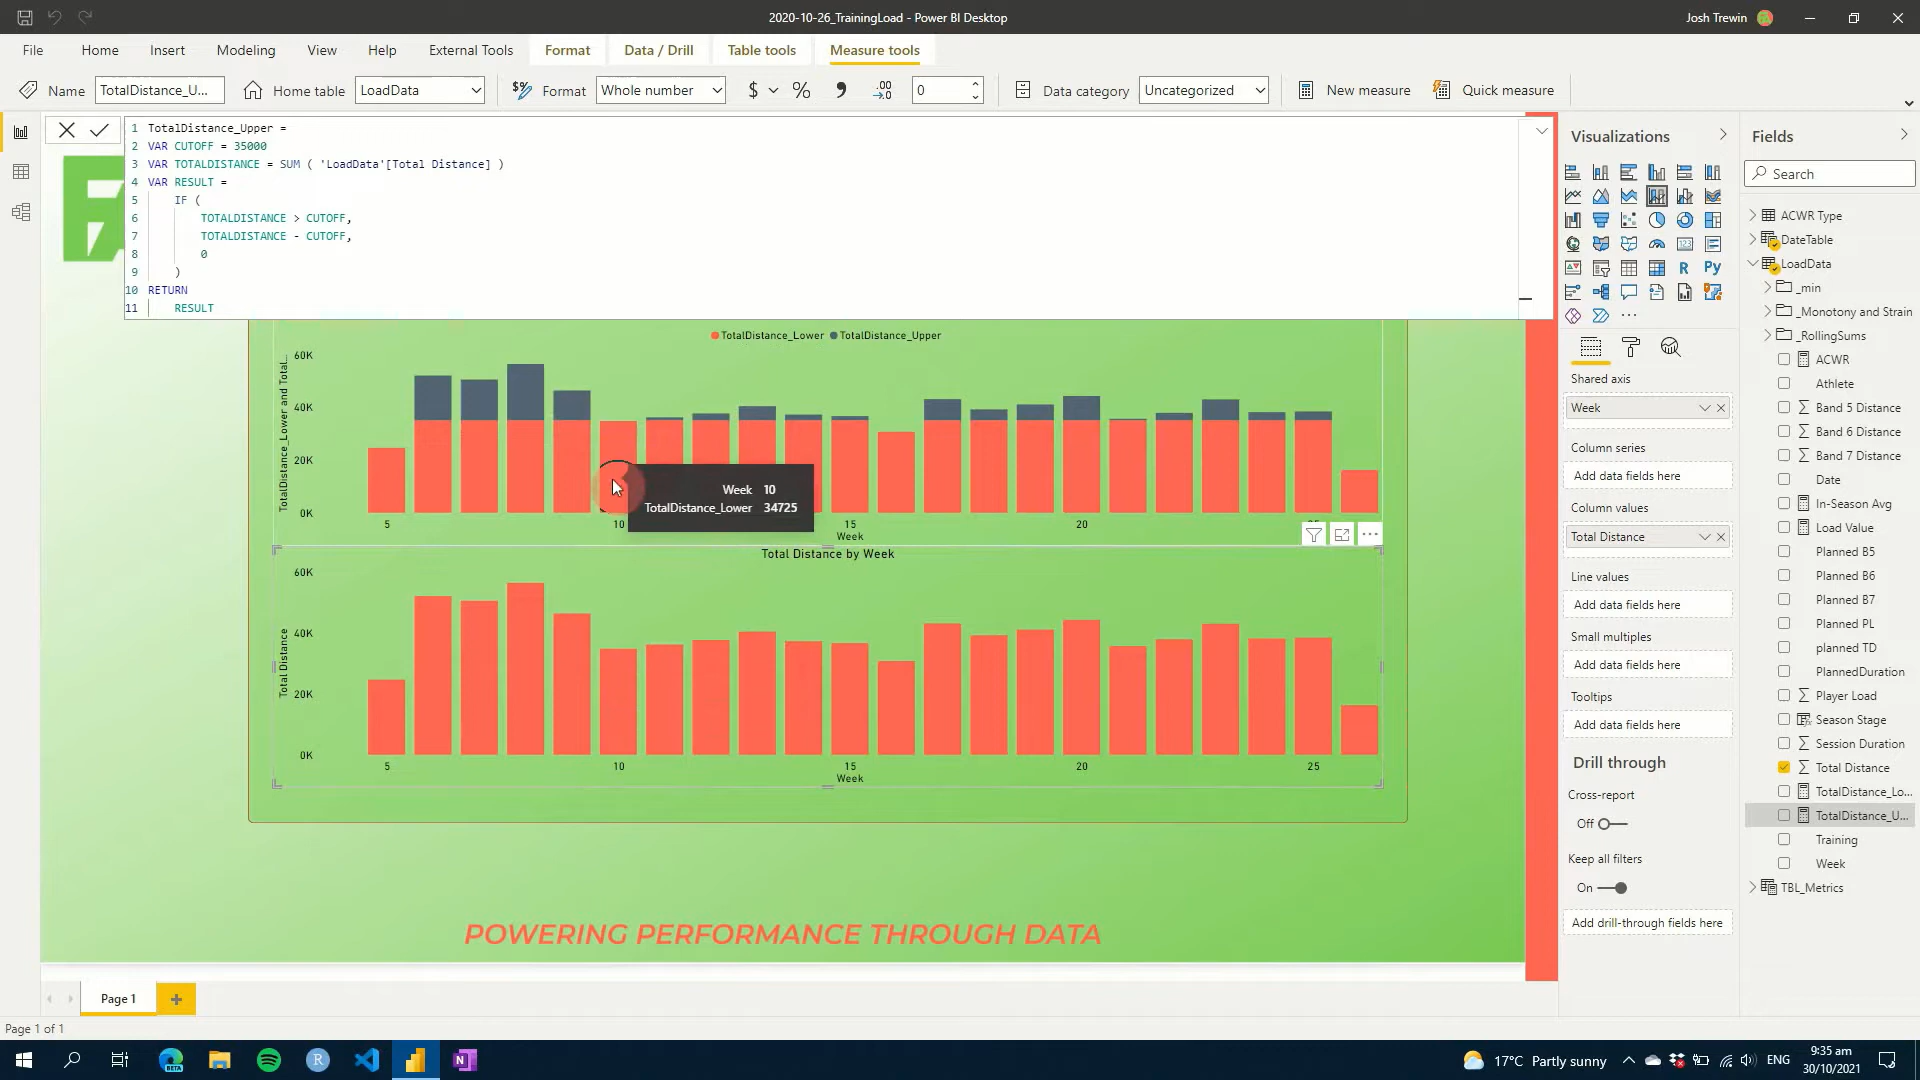 2020-10-26_TrainingLoad - Power BI Desktop
Josh Trewin
File Home Insert Modeling View Help External Tools Format Data / Drill Table tools Measure tools
Name TotalDistance_U... Home table LoadData Format Whole number $ % , .00 0 Data category Uncategorized New measure Quick measure
1 TotalDistance_Upper =
2 VAR CUTOFF = 35000
3 VAR TOTALDISTANCE = SUM ( 'LoadData'[Total Distance] )
4 VAR RESULT =
5 IF (
6 TOTALDISTANCE > CUTOFF,
7 TOTALDISTANCE - CUTOFF,
8 0
9 )
10 RETURN
11 RESULT
TotalDistance_Lower TotalDistance_Upper
TotalDistance_Lower and Total...
60K
40K
20K
0K
5 10 15 20 25
Week
Week 10
TotalDistance_Lower 34725
Total Distance by Week
Total Distance
60K
40K
20K
0K
5 10 15 20 25
Week
POWERING PERFORMANCE THROUGH DATA
Page 1
Page 1 of 1
Visualizations
R Py
123
...
Shared axis
Week
Column series
Add data fields here
Column values
Total Distance
Line values
Add data fields here
Small multiples
Add data fields here
Tooltips
Add data fields here
Drill through
Cross-report
Off
Keep all filters
On
Add drill-through fields here
Fields
Search
ACWR Type
DateTable
LoadData
_min
_Monotony and Strain
_RollingSums
ACWR
Athlete
Band 5 Distance
Band 6 Distance
Band 7 Distance
Date
In-Season Avg
Load Value
Planned B5
Planned B6
Planned B7
Planned PL
planned TD
PlannedDuration
Player Load
Season Stage
Session Duration
Total Distance
TotalDistance_Lo...
TotalDistance_U...
Training
Week
TBL_Metrics
BETA
R
N
17°C Partly sunny
ENG
9:35 am
30/10/2021